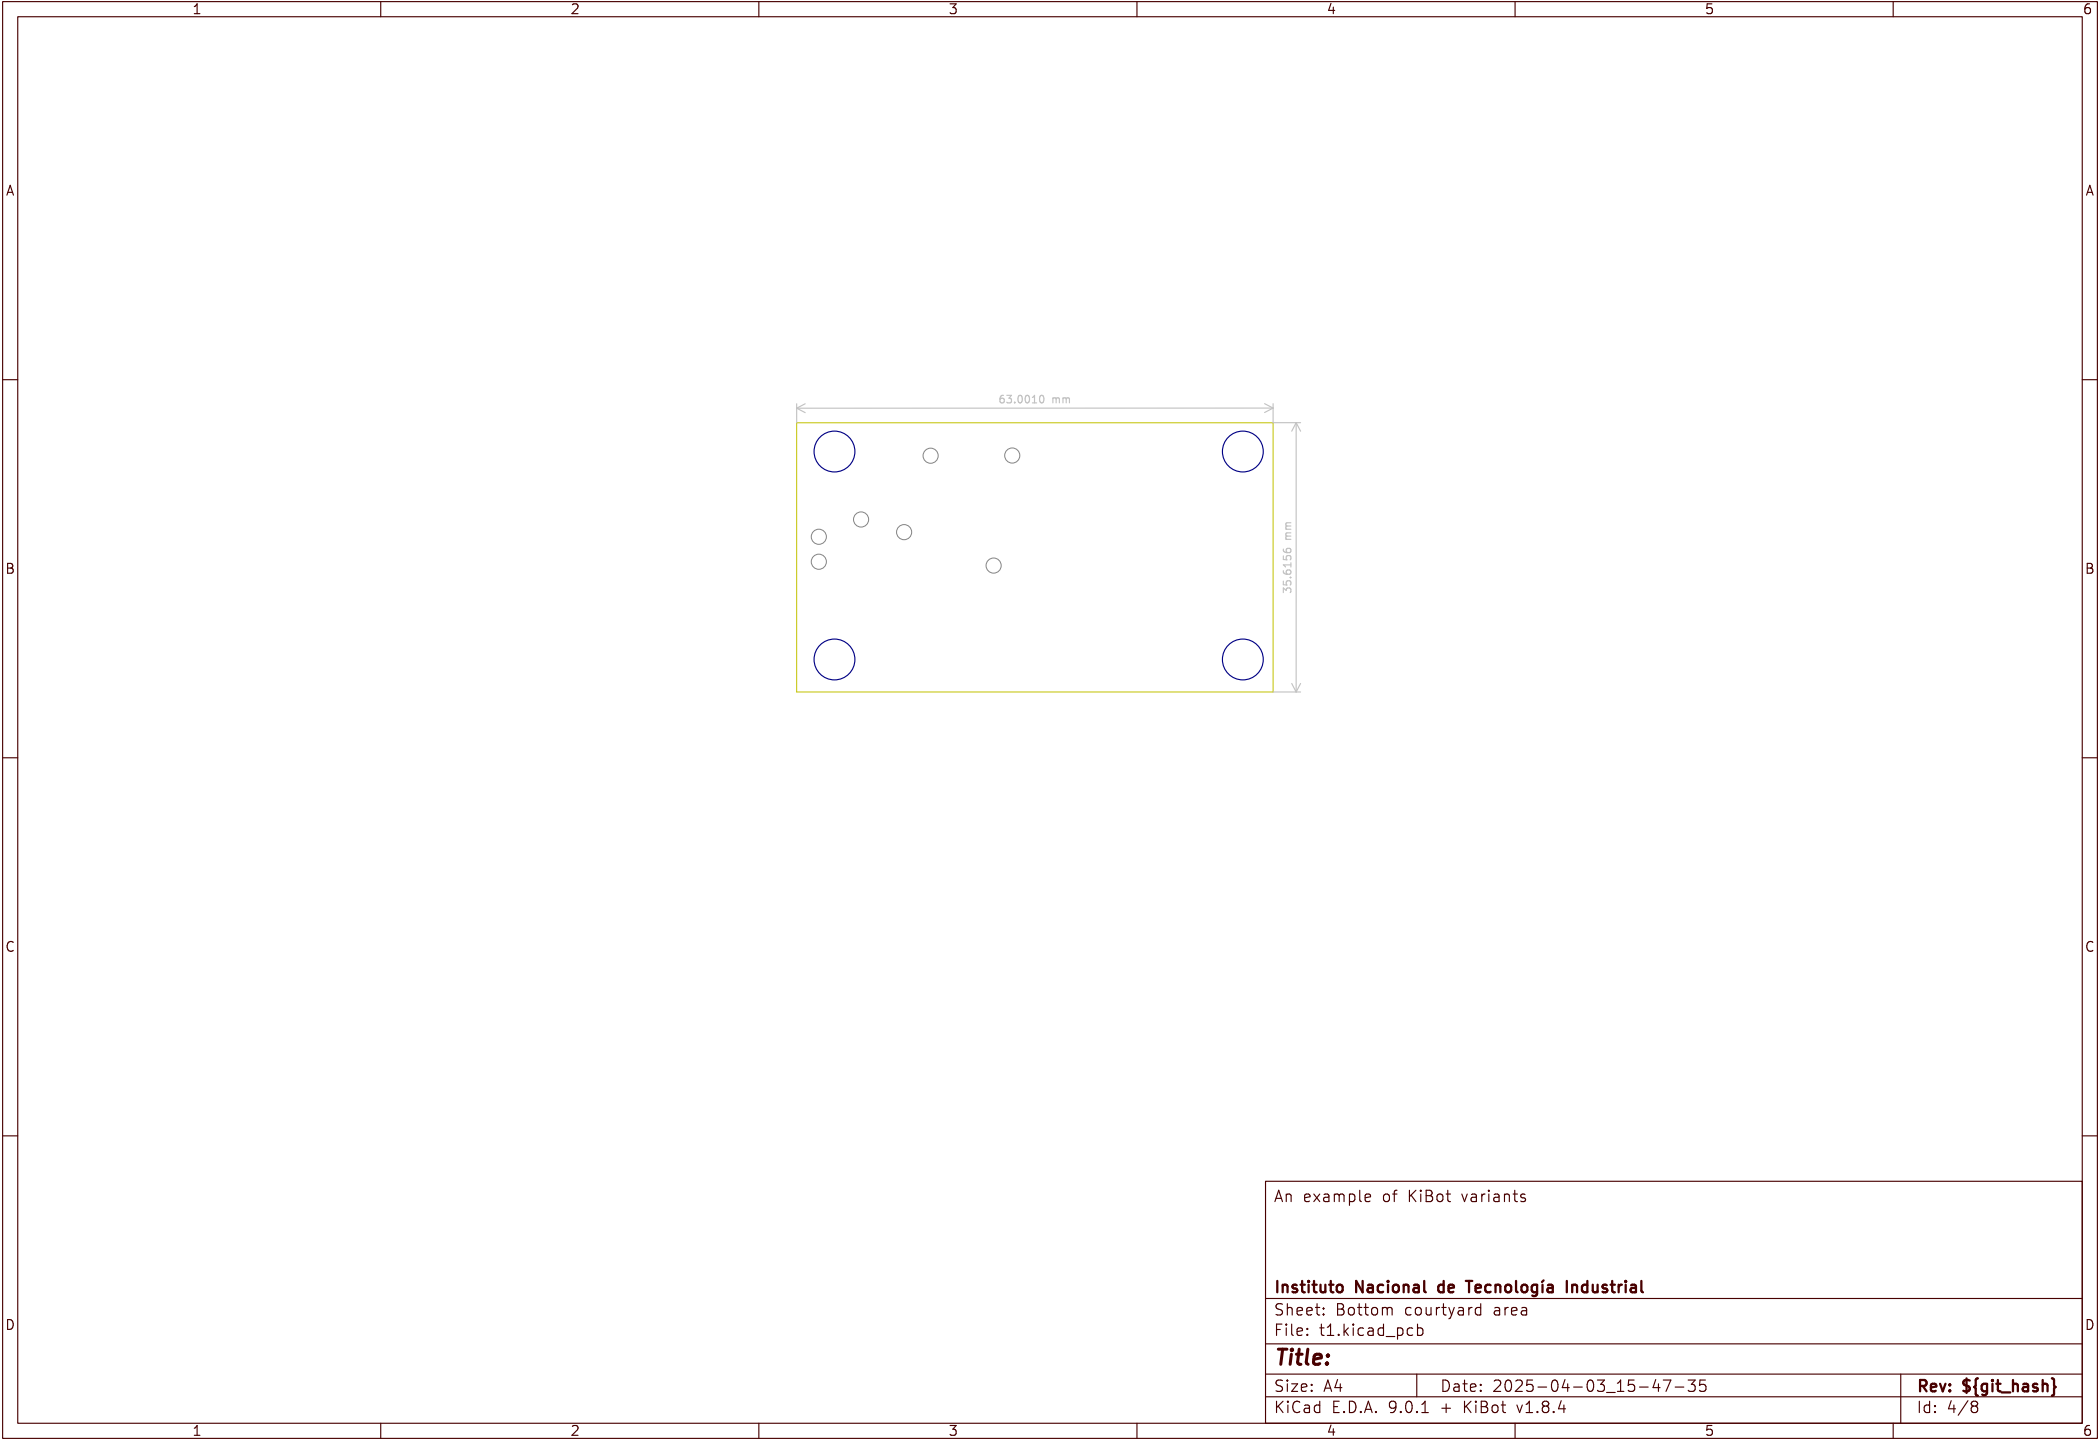 1 2 3 4 5 6
A A
63.0010 mm
35.6156 mm
B B
C C
An example of KiBot variants
Instituto Nacional de Tecnología Industrial
Sheet: Bottom courtyard area
File: t1.kicad_pcb
D D
Title:
Size: A4 Date: 2025-04-03_15-47-35 Rev: ${git_hash}
KiCad E.D.A. 9.0.1 + KiBot v1.8.4 Id: 4/8
1 2 3 4 5 6